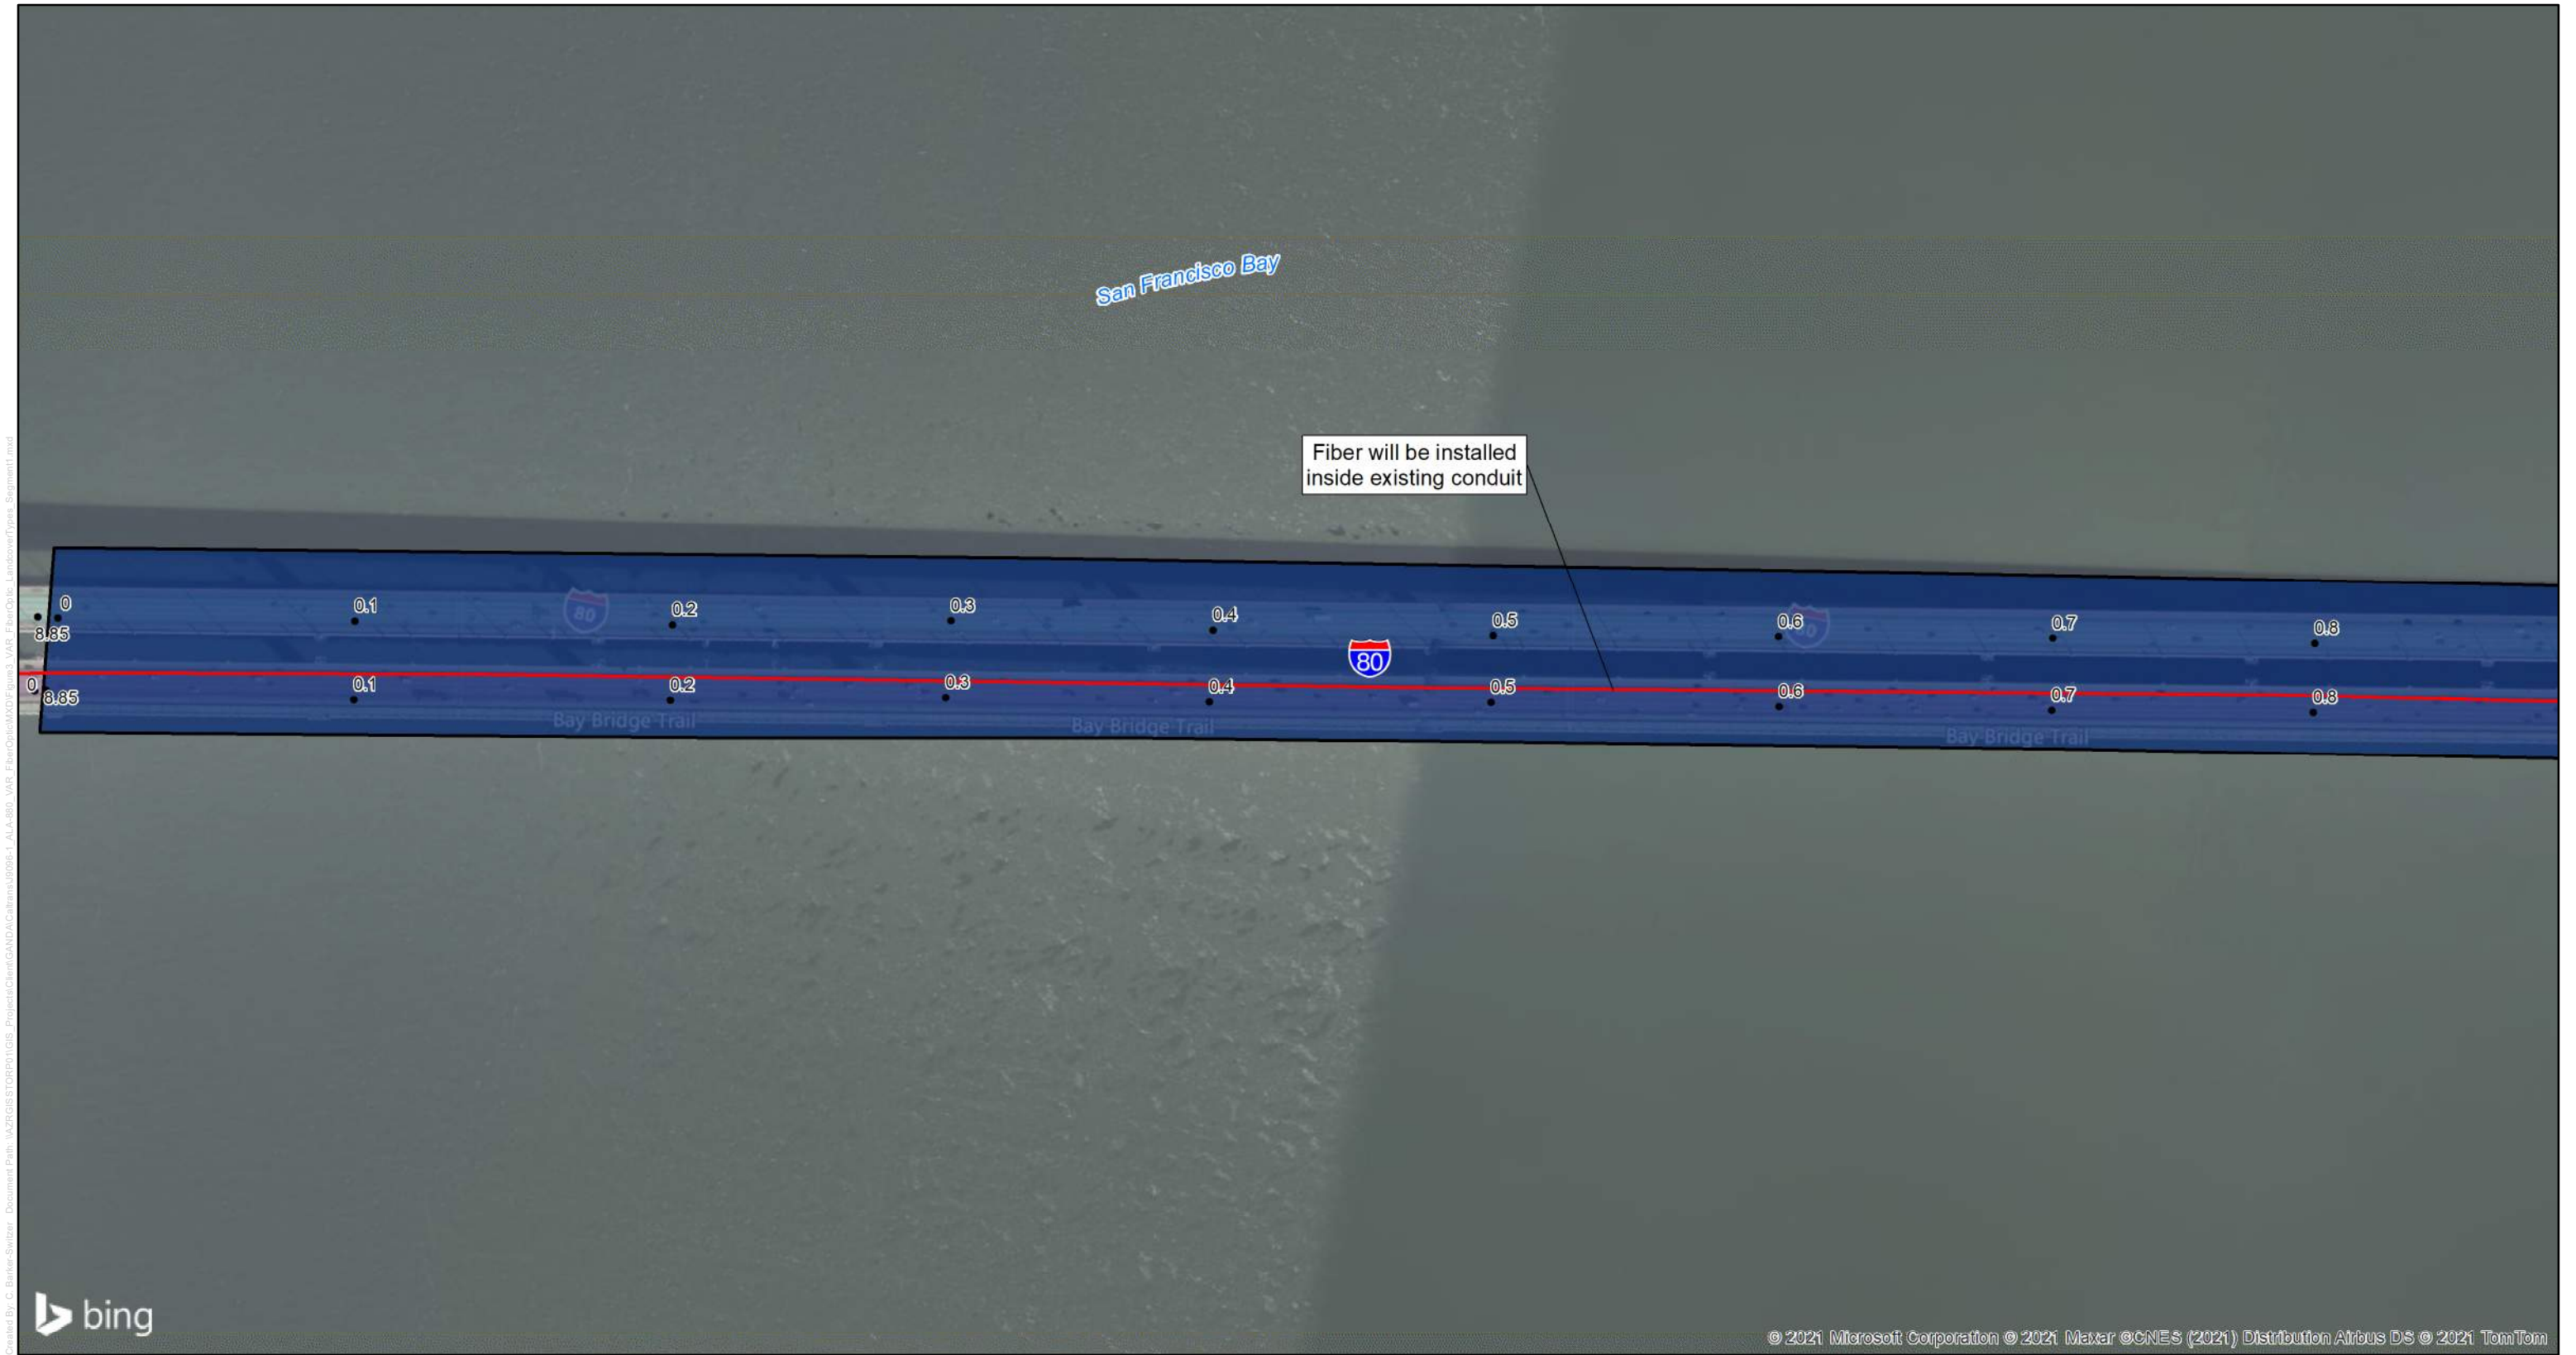 San Francisco Bay
Fiber will be installed
inside existing conduit
0
0.1
80
0.2
0.3
0.4
0.5
0.6
80
0.7
0.8
8.85
80
0
8.85
0.1
0.2
0.3
0.4
0.5
0.6
0.7
0.8
Bay Bridge Trail
Bay Bridge Trail
Bay Bridge Trail
bing
© 2021 Microsoft Corporation © 2021 Maxar ©CNES (2021) Distribution Airbus DS © 2021 TomTom